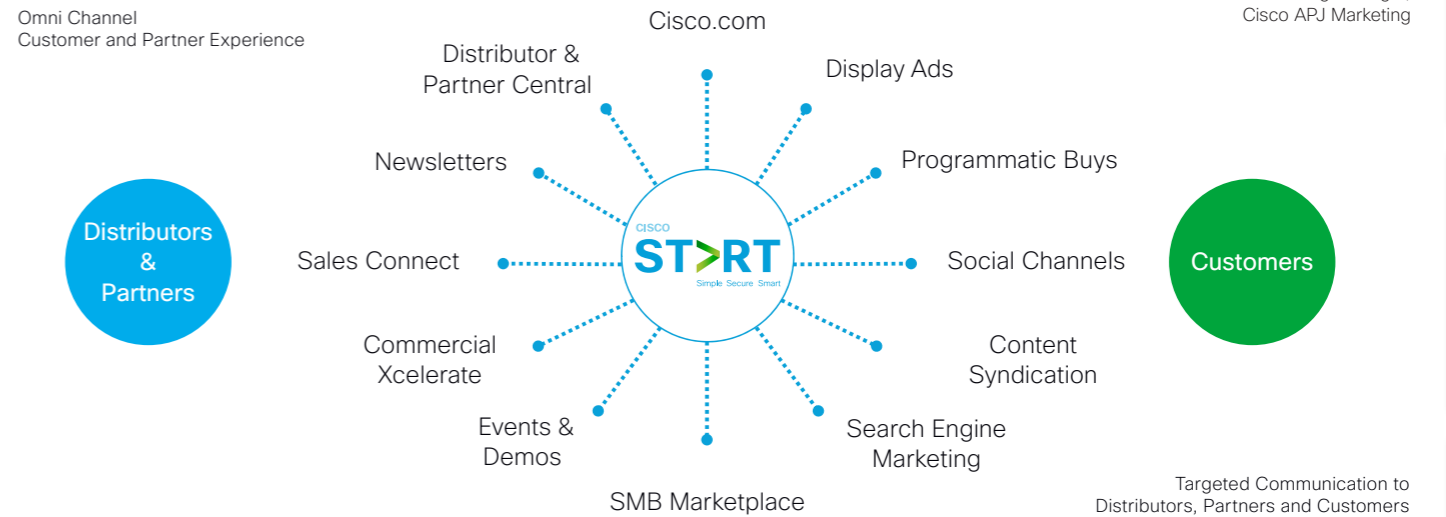 Omni Channel
Customer and Partner Experience
Cisco APJ Marketing
Cisco.com
Distributor &
Partner Central
Display Ads
Newsletters
Programmatic Buys
Distributors
&
Partners
Sales Connect
CISCO
ST>RT
Simple Secure Smart
Social Channels
Customers
Commercial
Xcelerate
Content
Syndication
Events &
Demos
Search Engine
Marketing
SMB Marketplace
Targeted Communication to
Distributors, Partners and Customers